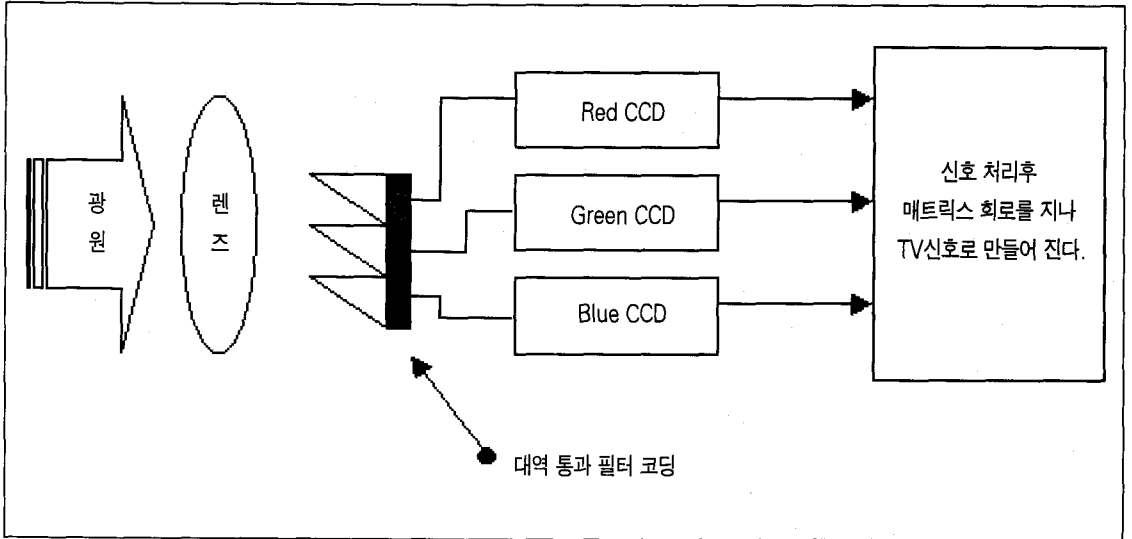 광원
렌즈
Red CCD
Green CCD
Blue CCD
신호 처리후
매트릭스 회로를 지나
TV신호로 만들어 진다.
대역 통과 필터 코딩